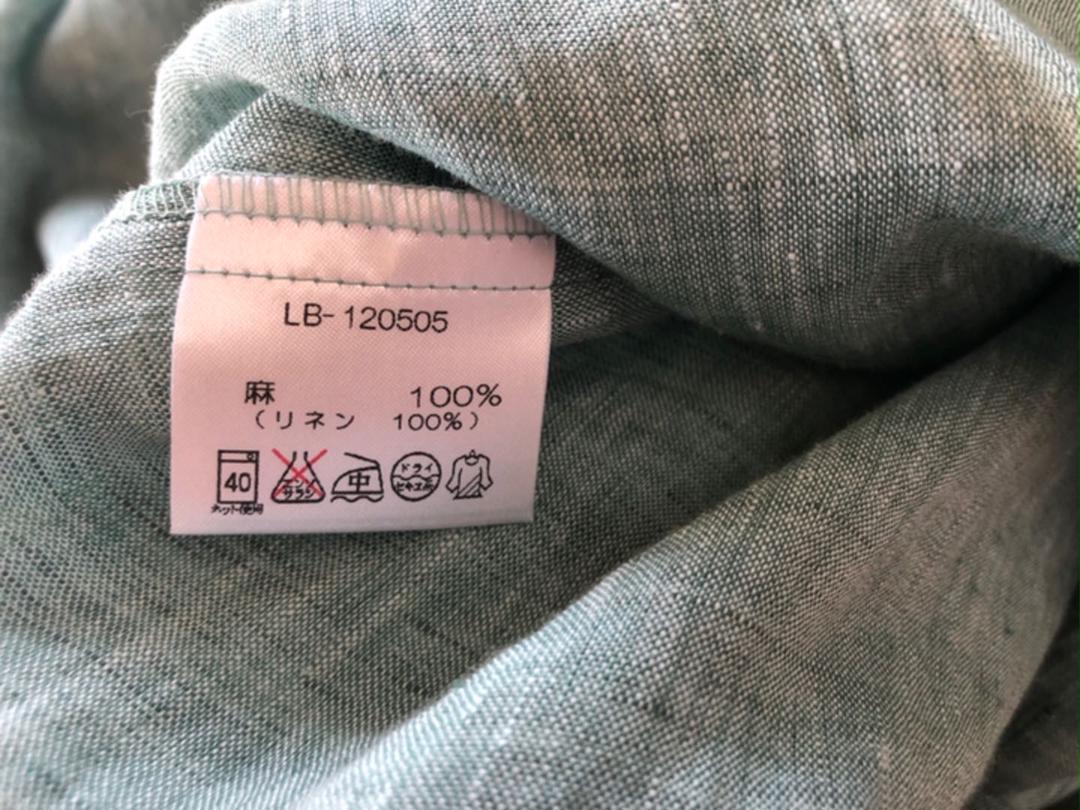 LB-120505
麻 100%
(リネン 100%)
40 エンソサラシ 中 ドライセキユ系
ネット使用